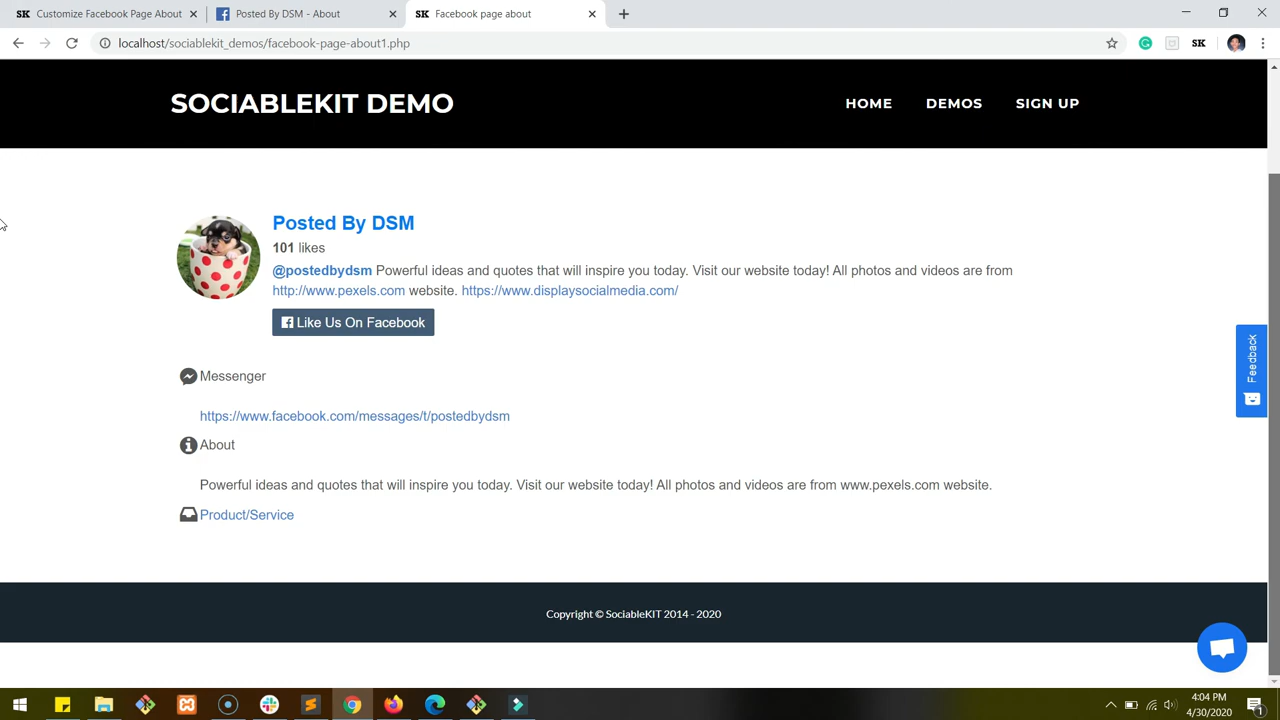 SK Customize Facebook Page About
Posted By DSM - About
SK Facebook page about
localhost/sociablekit_demos/facebook-page-about1.php
SK
SOCIABLEKIT DEMO
HOME DEMOS SIGN UP
Posted By DSM
101 likes
@postedbydsm Powerful ideas and quotes that will inspire you today. Visit our website today! All photos and videos are from
http://www.pexels.com website. https://www.displaysocialmedia.com/
Like Us On Facebook
Feedback
Messenger
https://www.facebook.com/messages/t/postedbydsm
About
Powerful ideas and quotes that will inspire you today. Visit our website today! All photos and videos are from www.pexels.com website.
Product/Service
Copyright © SociableKIT 2014 - 2020
4:04 PM
4/30/2020